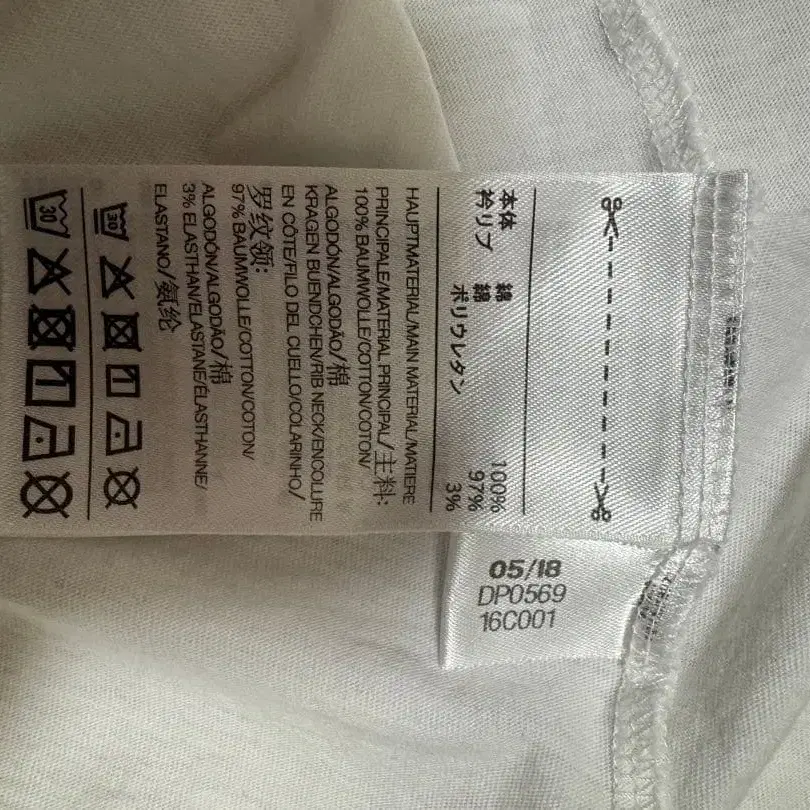 本体 綿 100%
衿リブ 綿 97%
ポリウレタン 3%
HAUPTMATERIAL/MAIN MATERIAL/MATIERE
PRINCIPALE/MATERIAL PRINCIPAL/主料:
100% BAUMWOLLE/COTTON/COTON/
ALGODÓN/ALGODÃO/棉
KRAGEN BUENDCHEN/RIB NECK/ENCOLURE
EN CÔTE/FILO DEL CUELLO/COLARINHO/
罗纹领:
97% BAUMWOLLE/COTTON/COTON/
ALGODÓN/ALGODÃO/棉
3% ELASTHAN/ELASTANE/ÉLASTHANNE/
ELASTANO/氨纶
30
30
05/18
DP0569
16C001